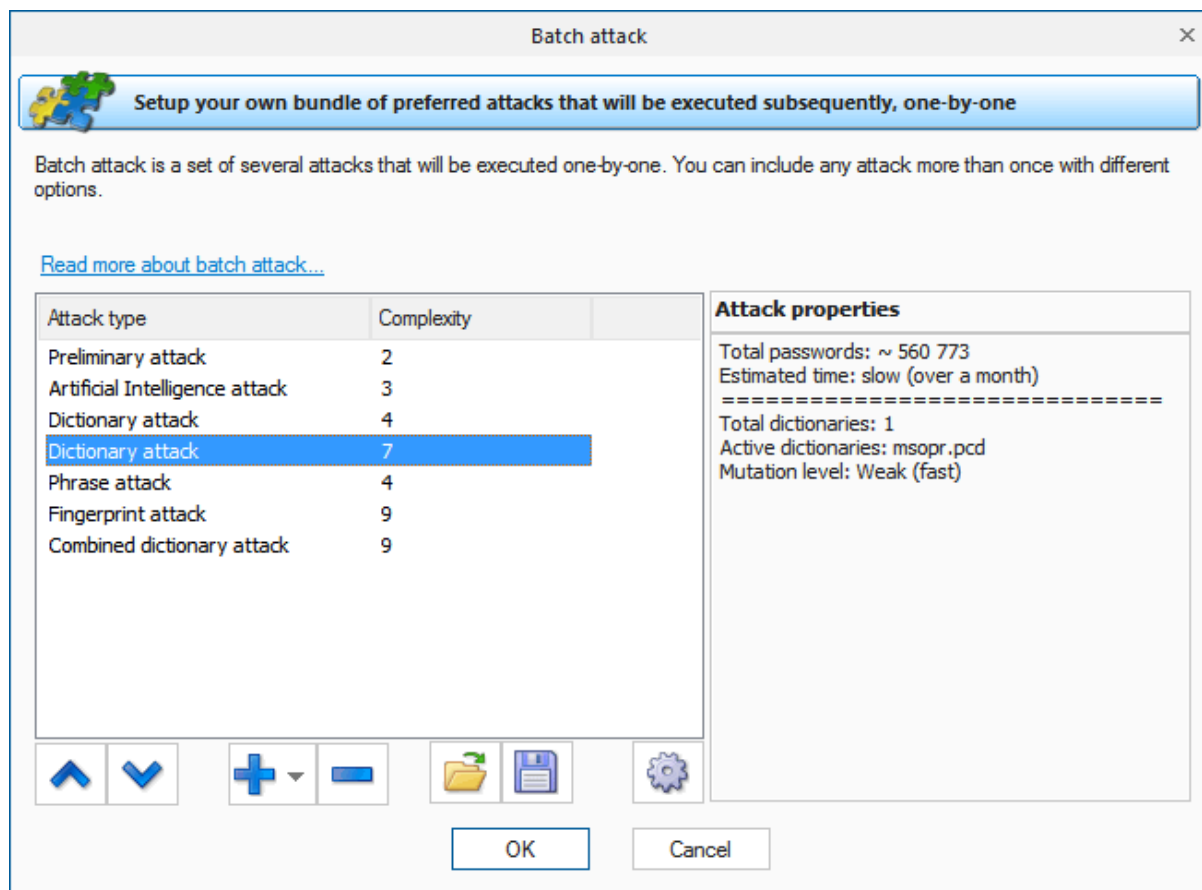 Batch attack
Setup your own bundle of preferred attacks that will be executed subsequently, one-by-one
Batch attack is a set of several attacks that will be executed one-by-one. You can include any attack more than once with different
options.
Read more about batch attack...
Attack type Complexity
Preliminary attack 2
Artificial Intelligence attack 3
Dictionary attack 4
Dictionary attack 7
Phrase attack 4
Fingerprint attack 9
Combined dictionary attack 9
Attack properties
Total passwords: ~ 560 773
Estimated time: slow (over a month)
==============================
Total dictionaries: 1
Active dictionaries: msopr.pcd
Mutation level: Weak (fast)
OK Cancel